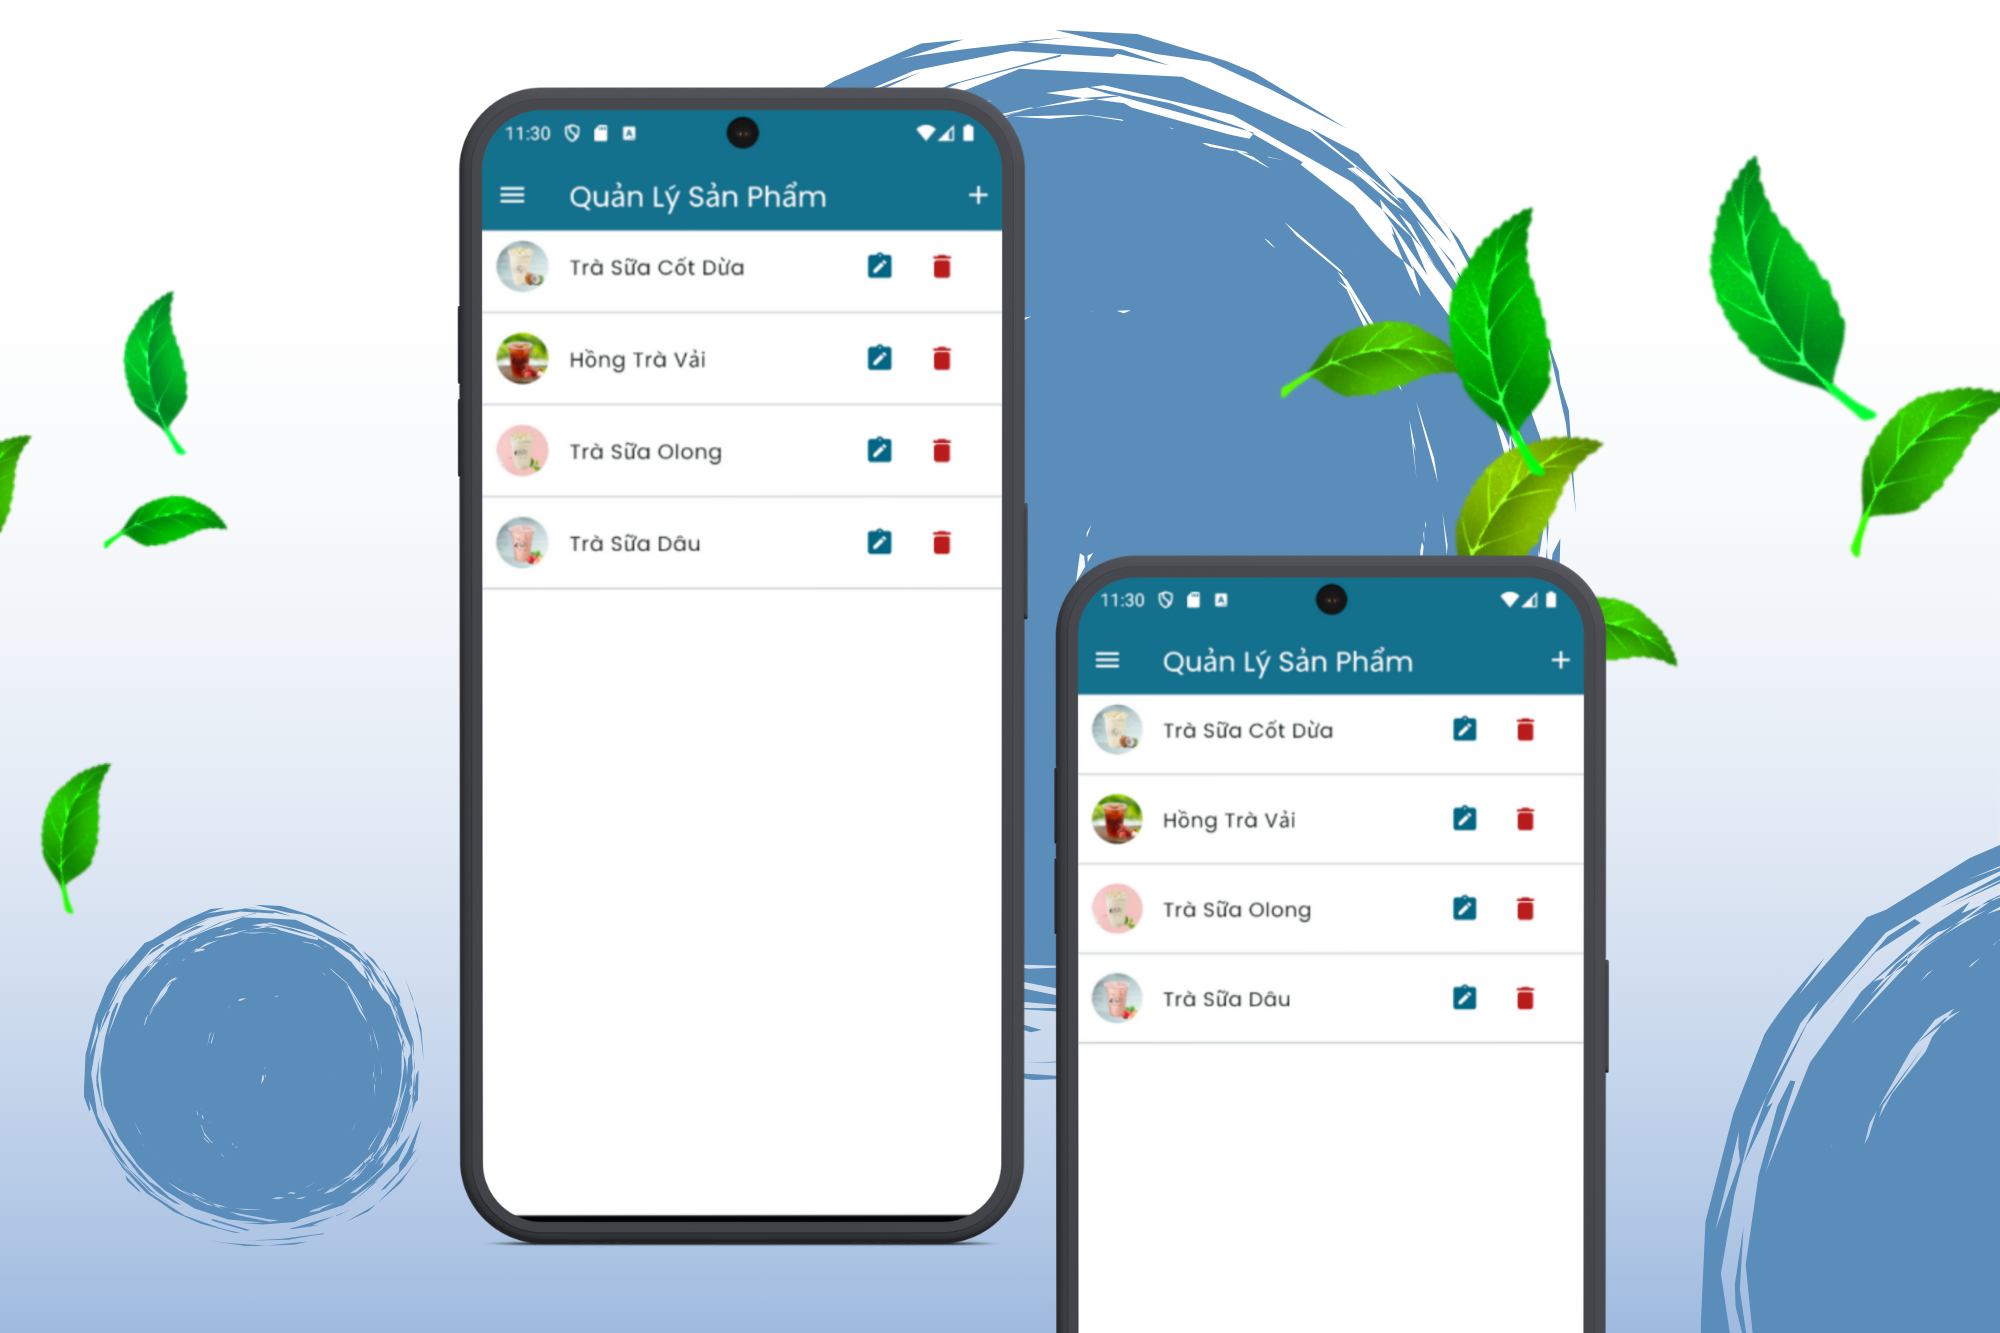 11:30
Quản Lý Sản Phẩm
Trà Sữa Cốt Dừa
Hồng Trà Vải
Trà Sữa Olong
Trà Sữa Dâu
11:30
Quản Lý Sản Phẩm
Trà Sữa Cốt Dừa
Hồng Trà Vải
Trà Sữa Olong
Trà Sữa Dâu